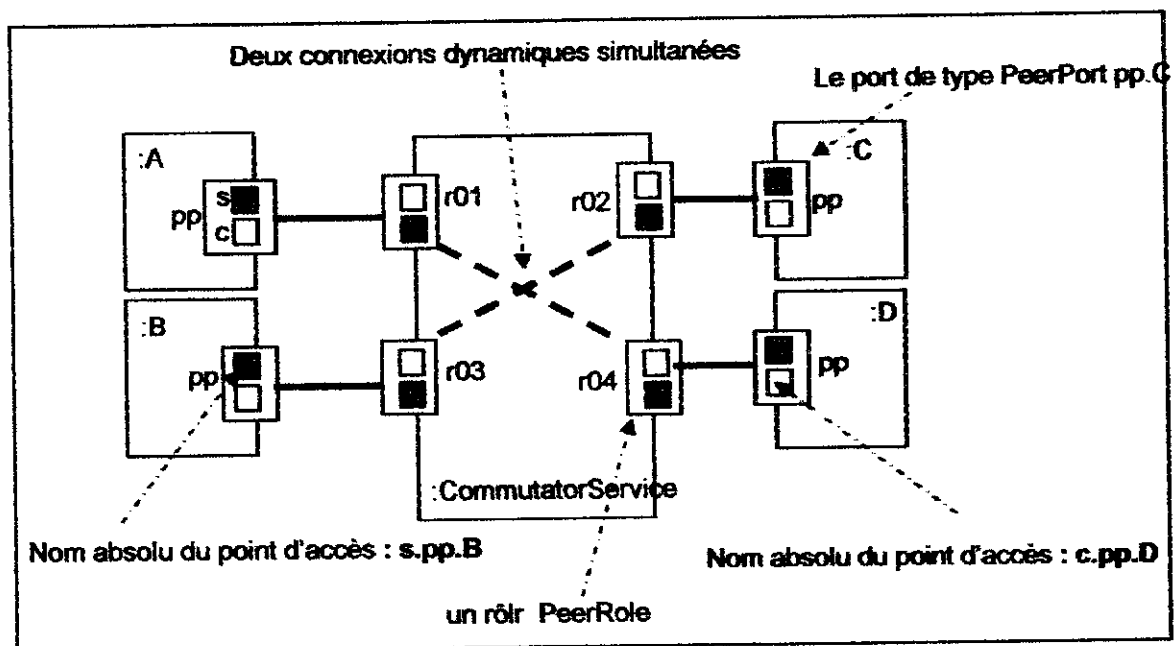 Deux connexions dynamiques simultanées
Le port de type PeerPort pp.C
:A
s
pp
c
r01
r02
:C
pp
:B
pp
r03
r04
:D
pp
:CommutatorService
Nom absolu du point d'accès : s.pp.B
Nom absolu du point d'accès : c.pp.D
un rôlr PeerRole